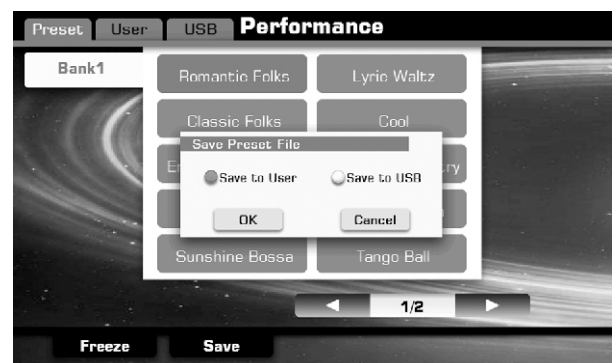 Preset User USB Performance
Bank1
Romantic Folks Lyric Waltz
Classic Folks Cool
Save Preset File
Save to User Save to USB
OK Cancel
Sunshine Bossa Tango Ball
1/2
Freeze Save